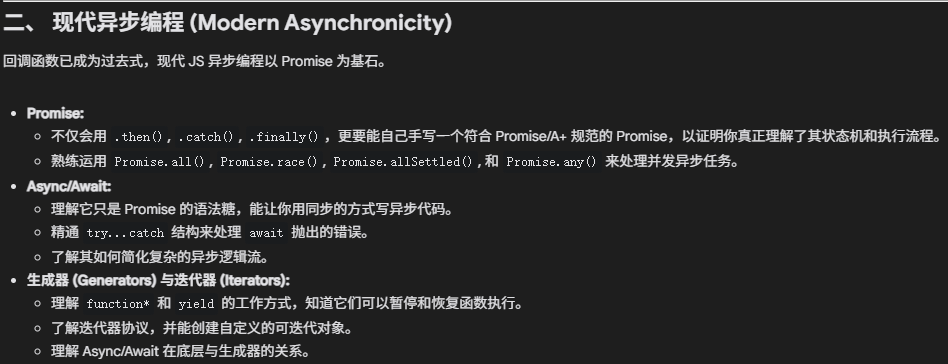 二、 现代异步编程 (Modern Asynchronicity)
回调函数已成为过去式，现代 JS 异步编程以 Promise 为基石。
• Promise:
◦ 不仅会用 .then(), .catch(), .finally()，更要能自己手写一个符合 Promise/A+ 规范的 Promise，以证明你真正理解了其状态机和执行流程。
◦ 熟练运用 Promise.all(), Promise.race(), Promise.allSettled(), 和 Promise.any() 来处理并发异步任务。
• Async/Await:
◦ 理解它只是 Promise 的语法糖，能让你用同步的方式写异步代码。
◦ 精通 try...catch 结构来处理 await 抛出的错误。
◦ 了解其如何简化复杂的异步逻辑流。
• 生成器 (Generators) 与迭代器 (Iterators):
◦ 理解 function* 和 yield 的工作方式，知道它们可以暂停和恢复函数执行。
◦ 了解迭代器协议，并能创建自定义的可迭代对象。
◦ 理解 Async/Await 在底层与生成器的关系。